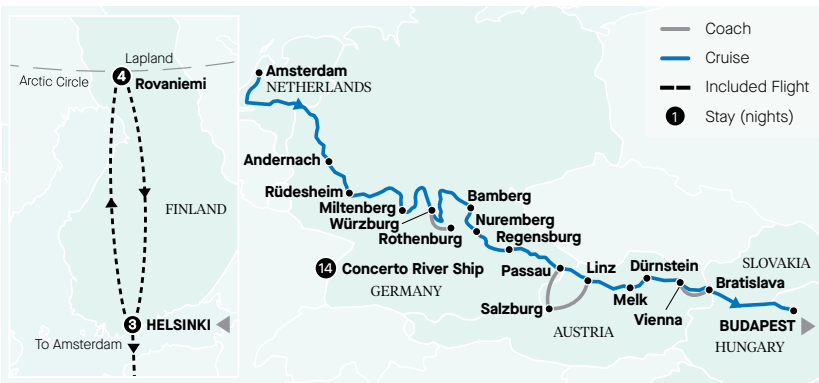 Lapland
Arctic Circle
4
Rovaniemi
FINLAND
3 HELSINKI
To Amsterdam
Coach
Cruise
Included Flight
1 Stay (nights)
Amsterdam
NETHERLANDS
Andernach
Rüdesheim
Miltenberg
Würzburg
Rothenburg
Bamberg
Nuremberg
Regensburg
14 Concerto River Ship
GERMANY
Passau
Linz
Salzburg
AUSTRIA
Melk
Dürnstein
Vienna
SLOVAKIA
Bratislava
BUDAPEST
HUNGARY